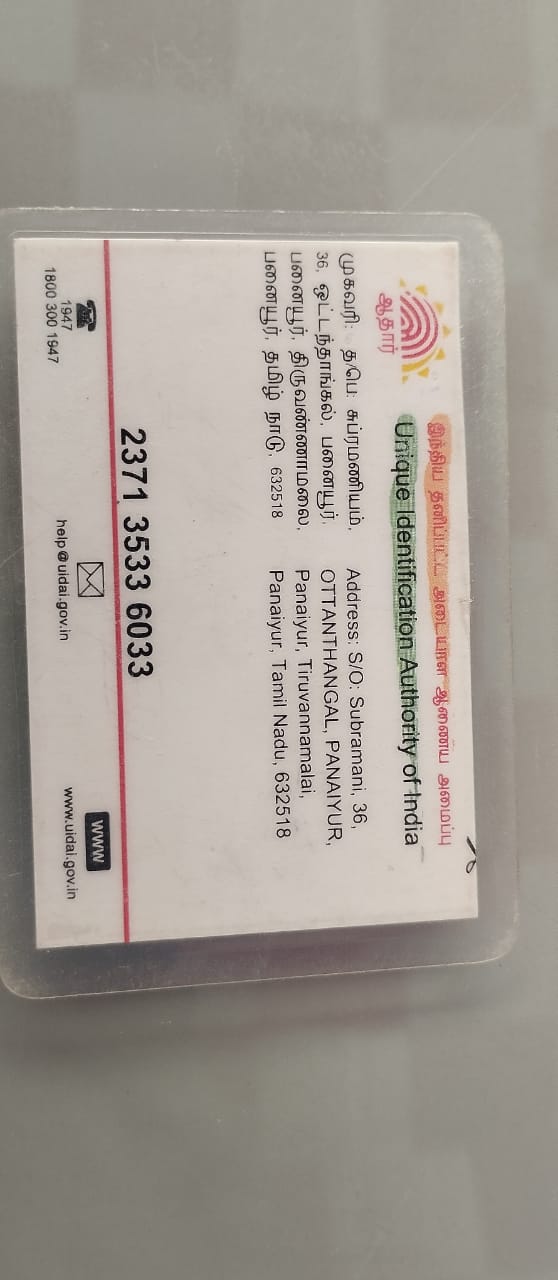 இந்திய தனிப்பட்ட அடையாள ஆணைய அமைப்பு
Unique Identification Authority of India
ஆதார்
முகவரி: த/பெ: சுப்ரமணியம்,
36, ஓட்டந்தாங்கல், பனையூர்,
பனையூர், திருவண்ணாமலை,
பனையூர், தமிழ் நாடு, 632518
Address: S/O: Subramani, 36,
OTTANTHANGAL, PANAIYUR,
Panaiyur, Tiruvannamalai,
Panaiyur, Tamil Nadu, 632518
2371 3533 6033
1947
1800 300 1947
help@uidai.gov.in
WWW
www.uidai.gov.in